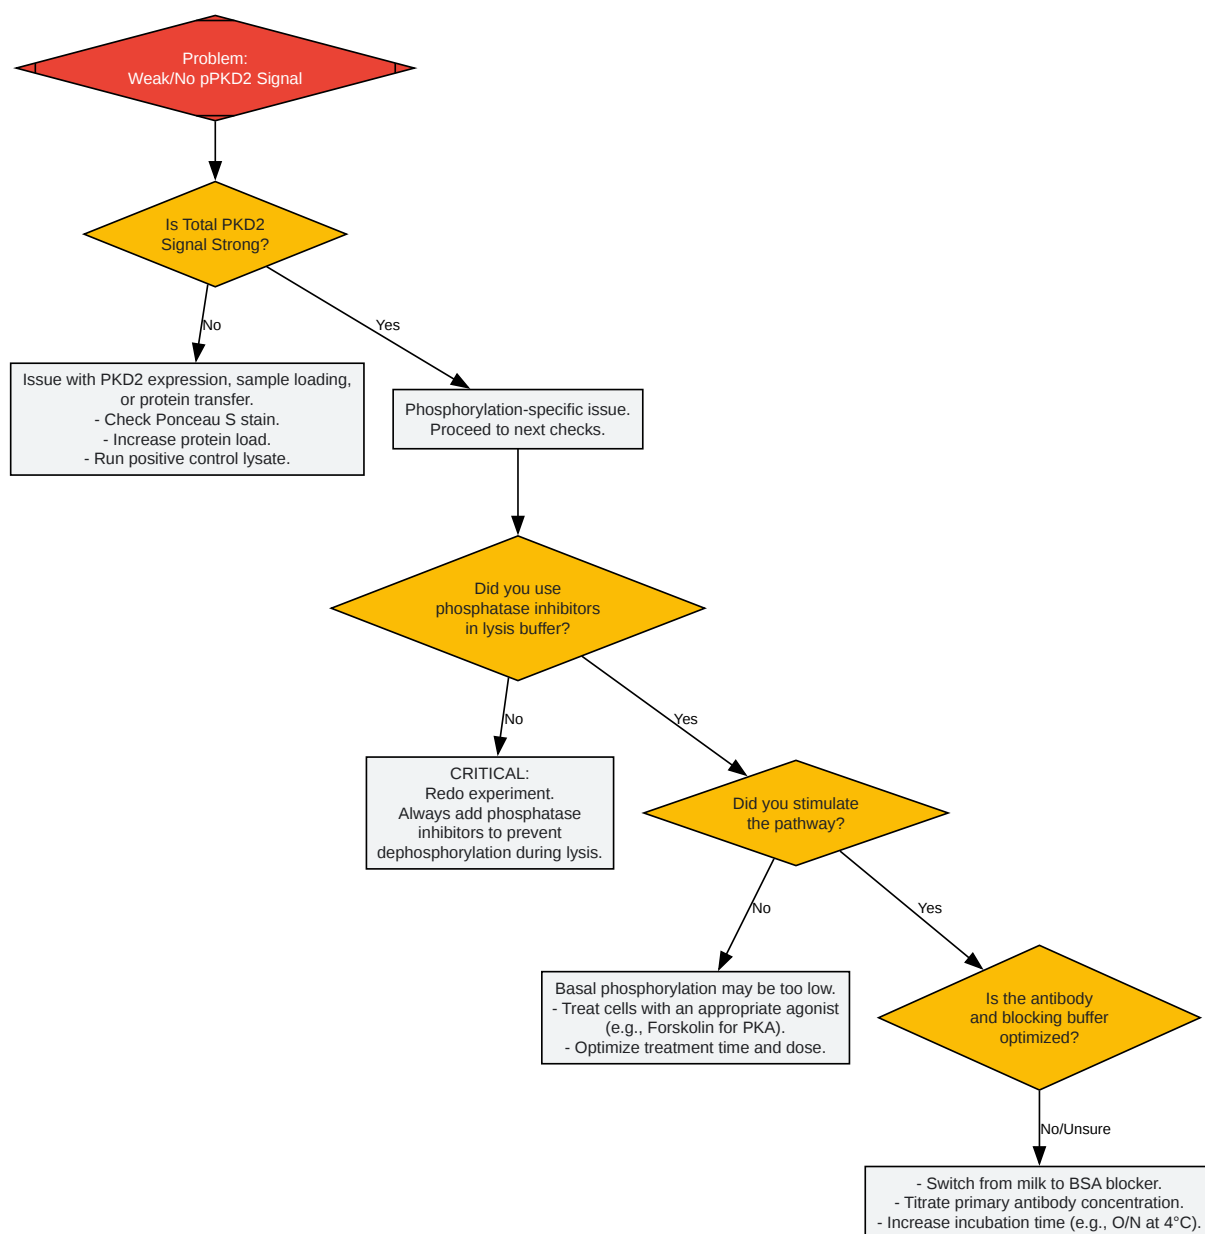 Problem:
Weak/No pPKD2 Signal
Is Total PKD2
Signal Strong?
No
Yes
Issue with PKD2 expression, sample loading,
or protein transfer.
- Check Ponceau S stain.
- Increase protein load.
- Run positive control lysate.
Phosphorylation-specific issue.
Proceed to next checks.
Did you use
phosphatase inhibitors
in lysis buffer?
No
Yes
CRITICAL:
Redo experiment.
Always add phosphatase
inhibitors to prevent
dephosphorylation during lysis.
Did you stimulate
the pathway?
No
Yes
Basal phosphorylation may be too low.
- Treat cells with an appropriate agonist
(e.g., Forskolin for PKA).
- Optimize treatment time and dose.
Is the antibody
and blocking buffer
optimized?
No/Unsure
- Switch from milk to BSA blocker.
- Titrate primary antibody concentration.
- Increase incubation time (e.g., O/N at 4°C).